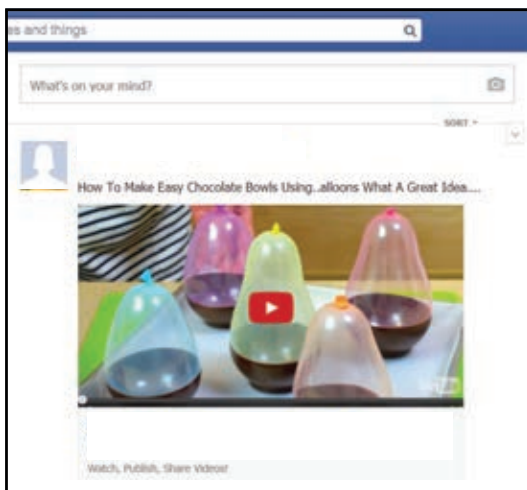 es and things
What's on your mind?
SORT
How To Make Easy Chocolate Bowls Using..alloons What A Great Idea....
Watch, Publish, Share Videos!